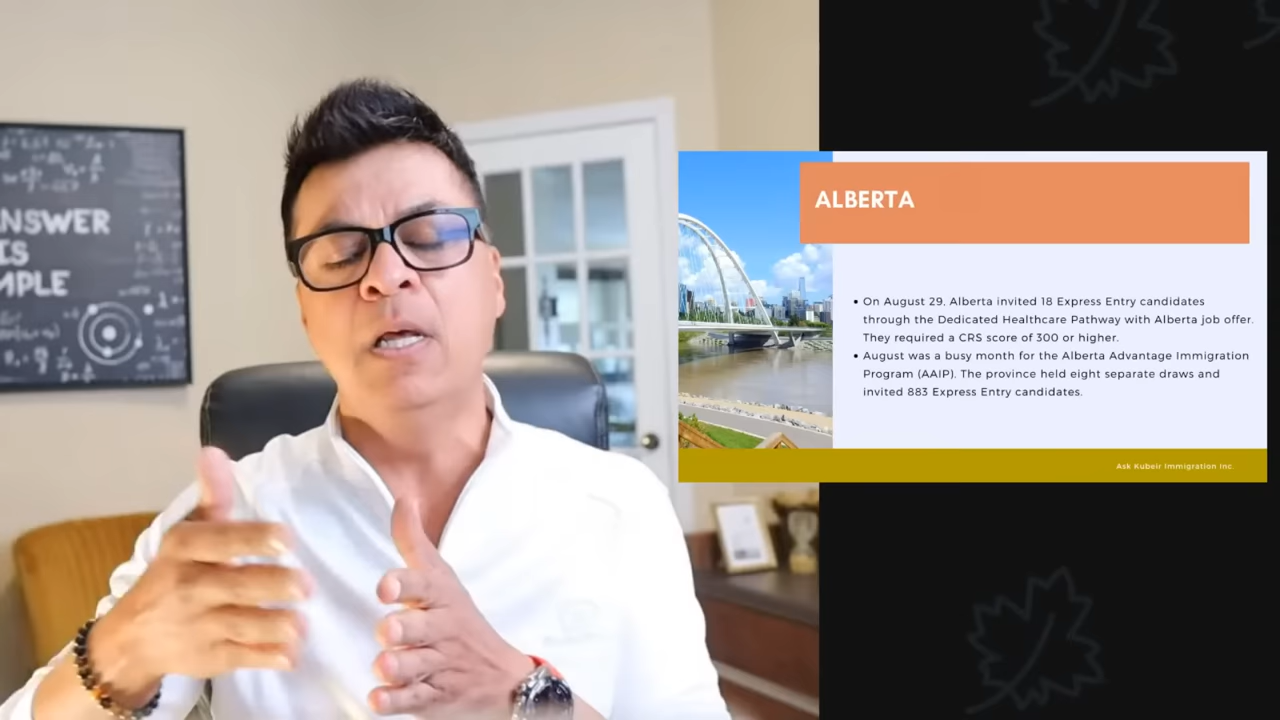 NSWER
IS
MPLE
ALBERTA
• On August 29, Alberta invited 18 Express Entry candidates
through the Dedicated Healthcare Pathway with Alberta job offer.
They required a CRS score of 300 or higher.
• August was a busy month for the Alberta Advantage Immigration
Program (AAIP). The province held eight separate draws and
invited 883 Express Entry candidates.
Ask Kubeir Immigration Inc.